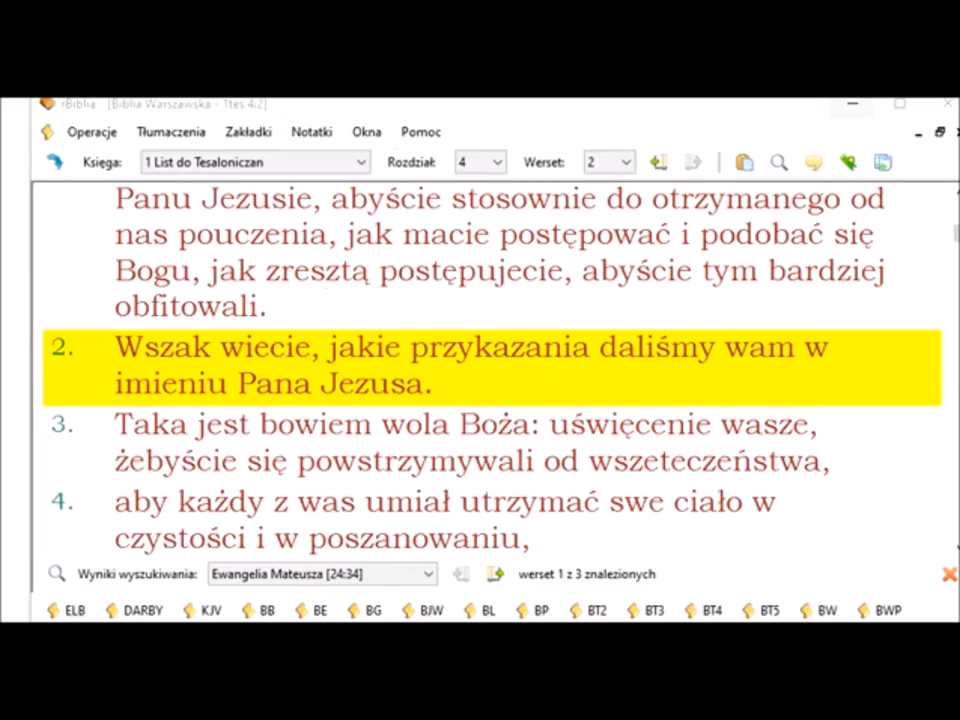 rBiblia [Biblia Warszawska - 1tes 4:2]
Operacje Tłumaczenia Zakładki Notatki Okna Pomoc
Księga: 1 List do Tesaloniczan Rozdział: 4 Werset: 2
Panu Jezusie, abyście stosownie do otrzymanego od
nas pouczenia, jak macie postępować i podobać się
Bogu, jak zresztą postępujecie, abyście tym bardziej
obfitowali.
2. Wszak wiecie, jakie przykazania daliśmy wam w
imieniu Pana Jezusa.
3. Taka jest bowiem wola Boża: uświęcenie wasze,
żebyście się powstrzymywali od wszeteczeństwa,
4. aby każdy z was umiał utrzymać swe ciało w
czystości i w poszanowaniu,
Wyniki wyszukiwania: Ewangelia Mateusza [24:34] werset 1 z 3 znalezionych
ELB DARBY KJV BB BE BG BJW BL BP BT2 BT3 BT4 BT5 BW BWP